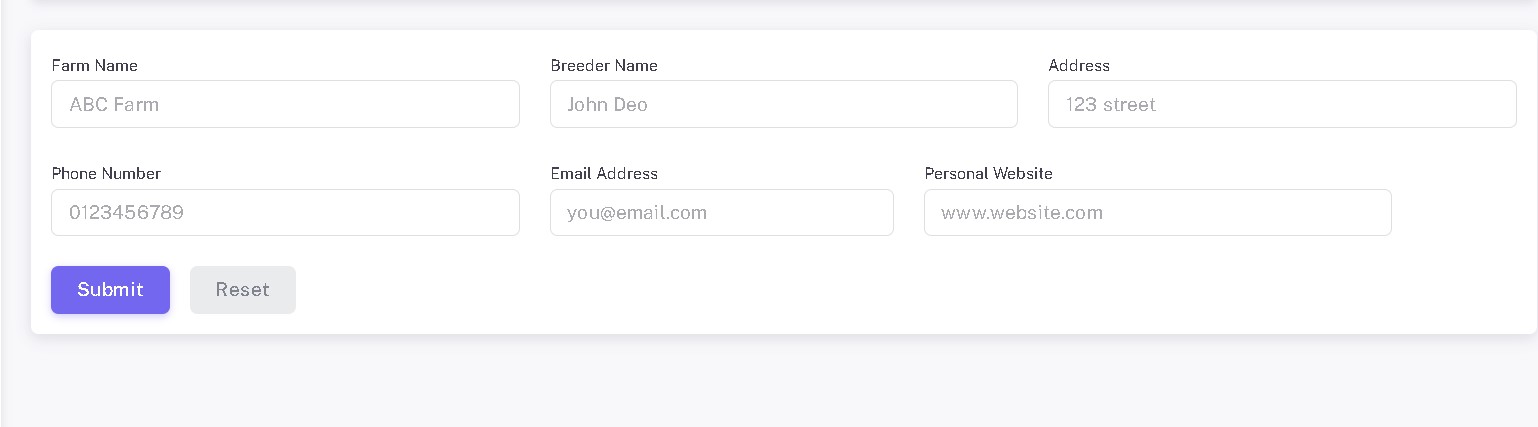 Farm Name Breeder Name Address
ABC Farm John Deo 123 street
Phone Number Email Address Personal Website
0123456789 you@email.com www.website.com
Submit Reset